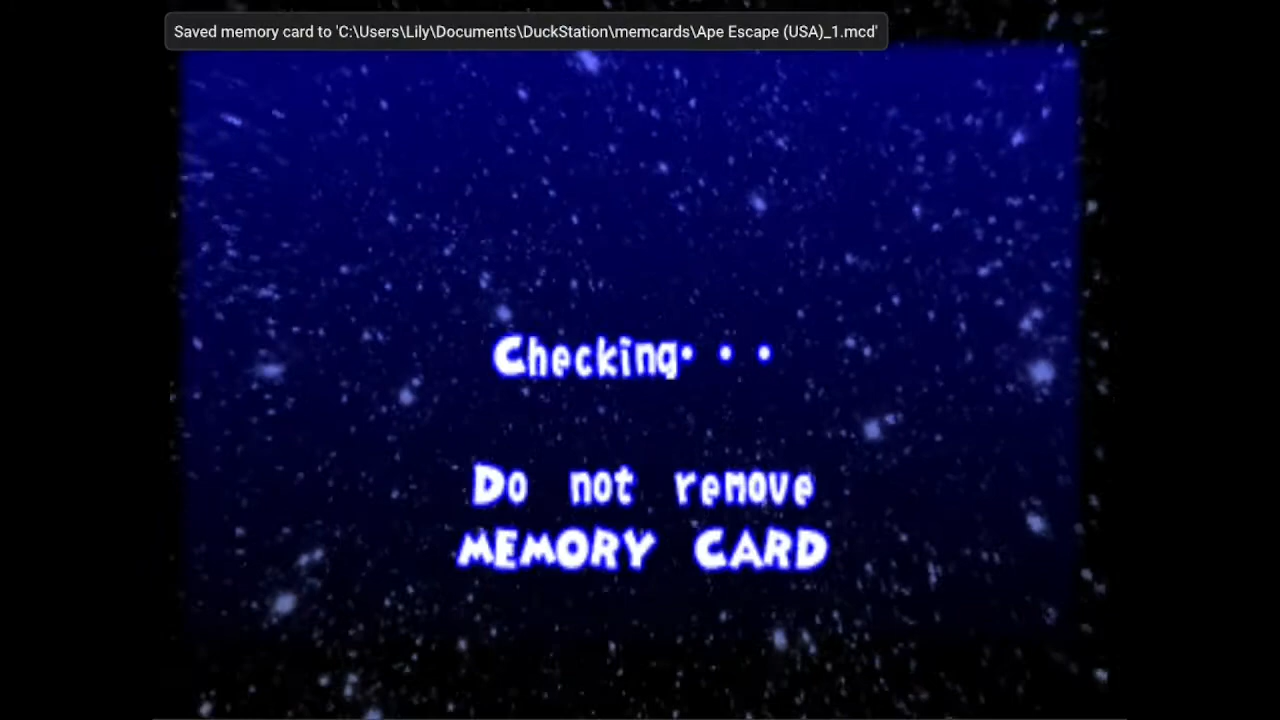 Saved memory card to 'C:\Users\Lily\Documents\DuckStation\memcards\Ape Escape (USA)_1.mcd'
Checking・・・
Do not remove
MEMORY CARD